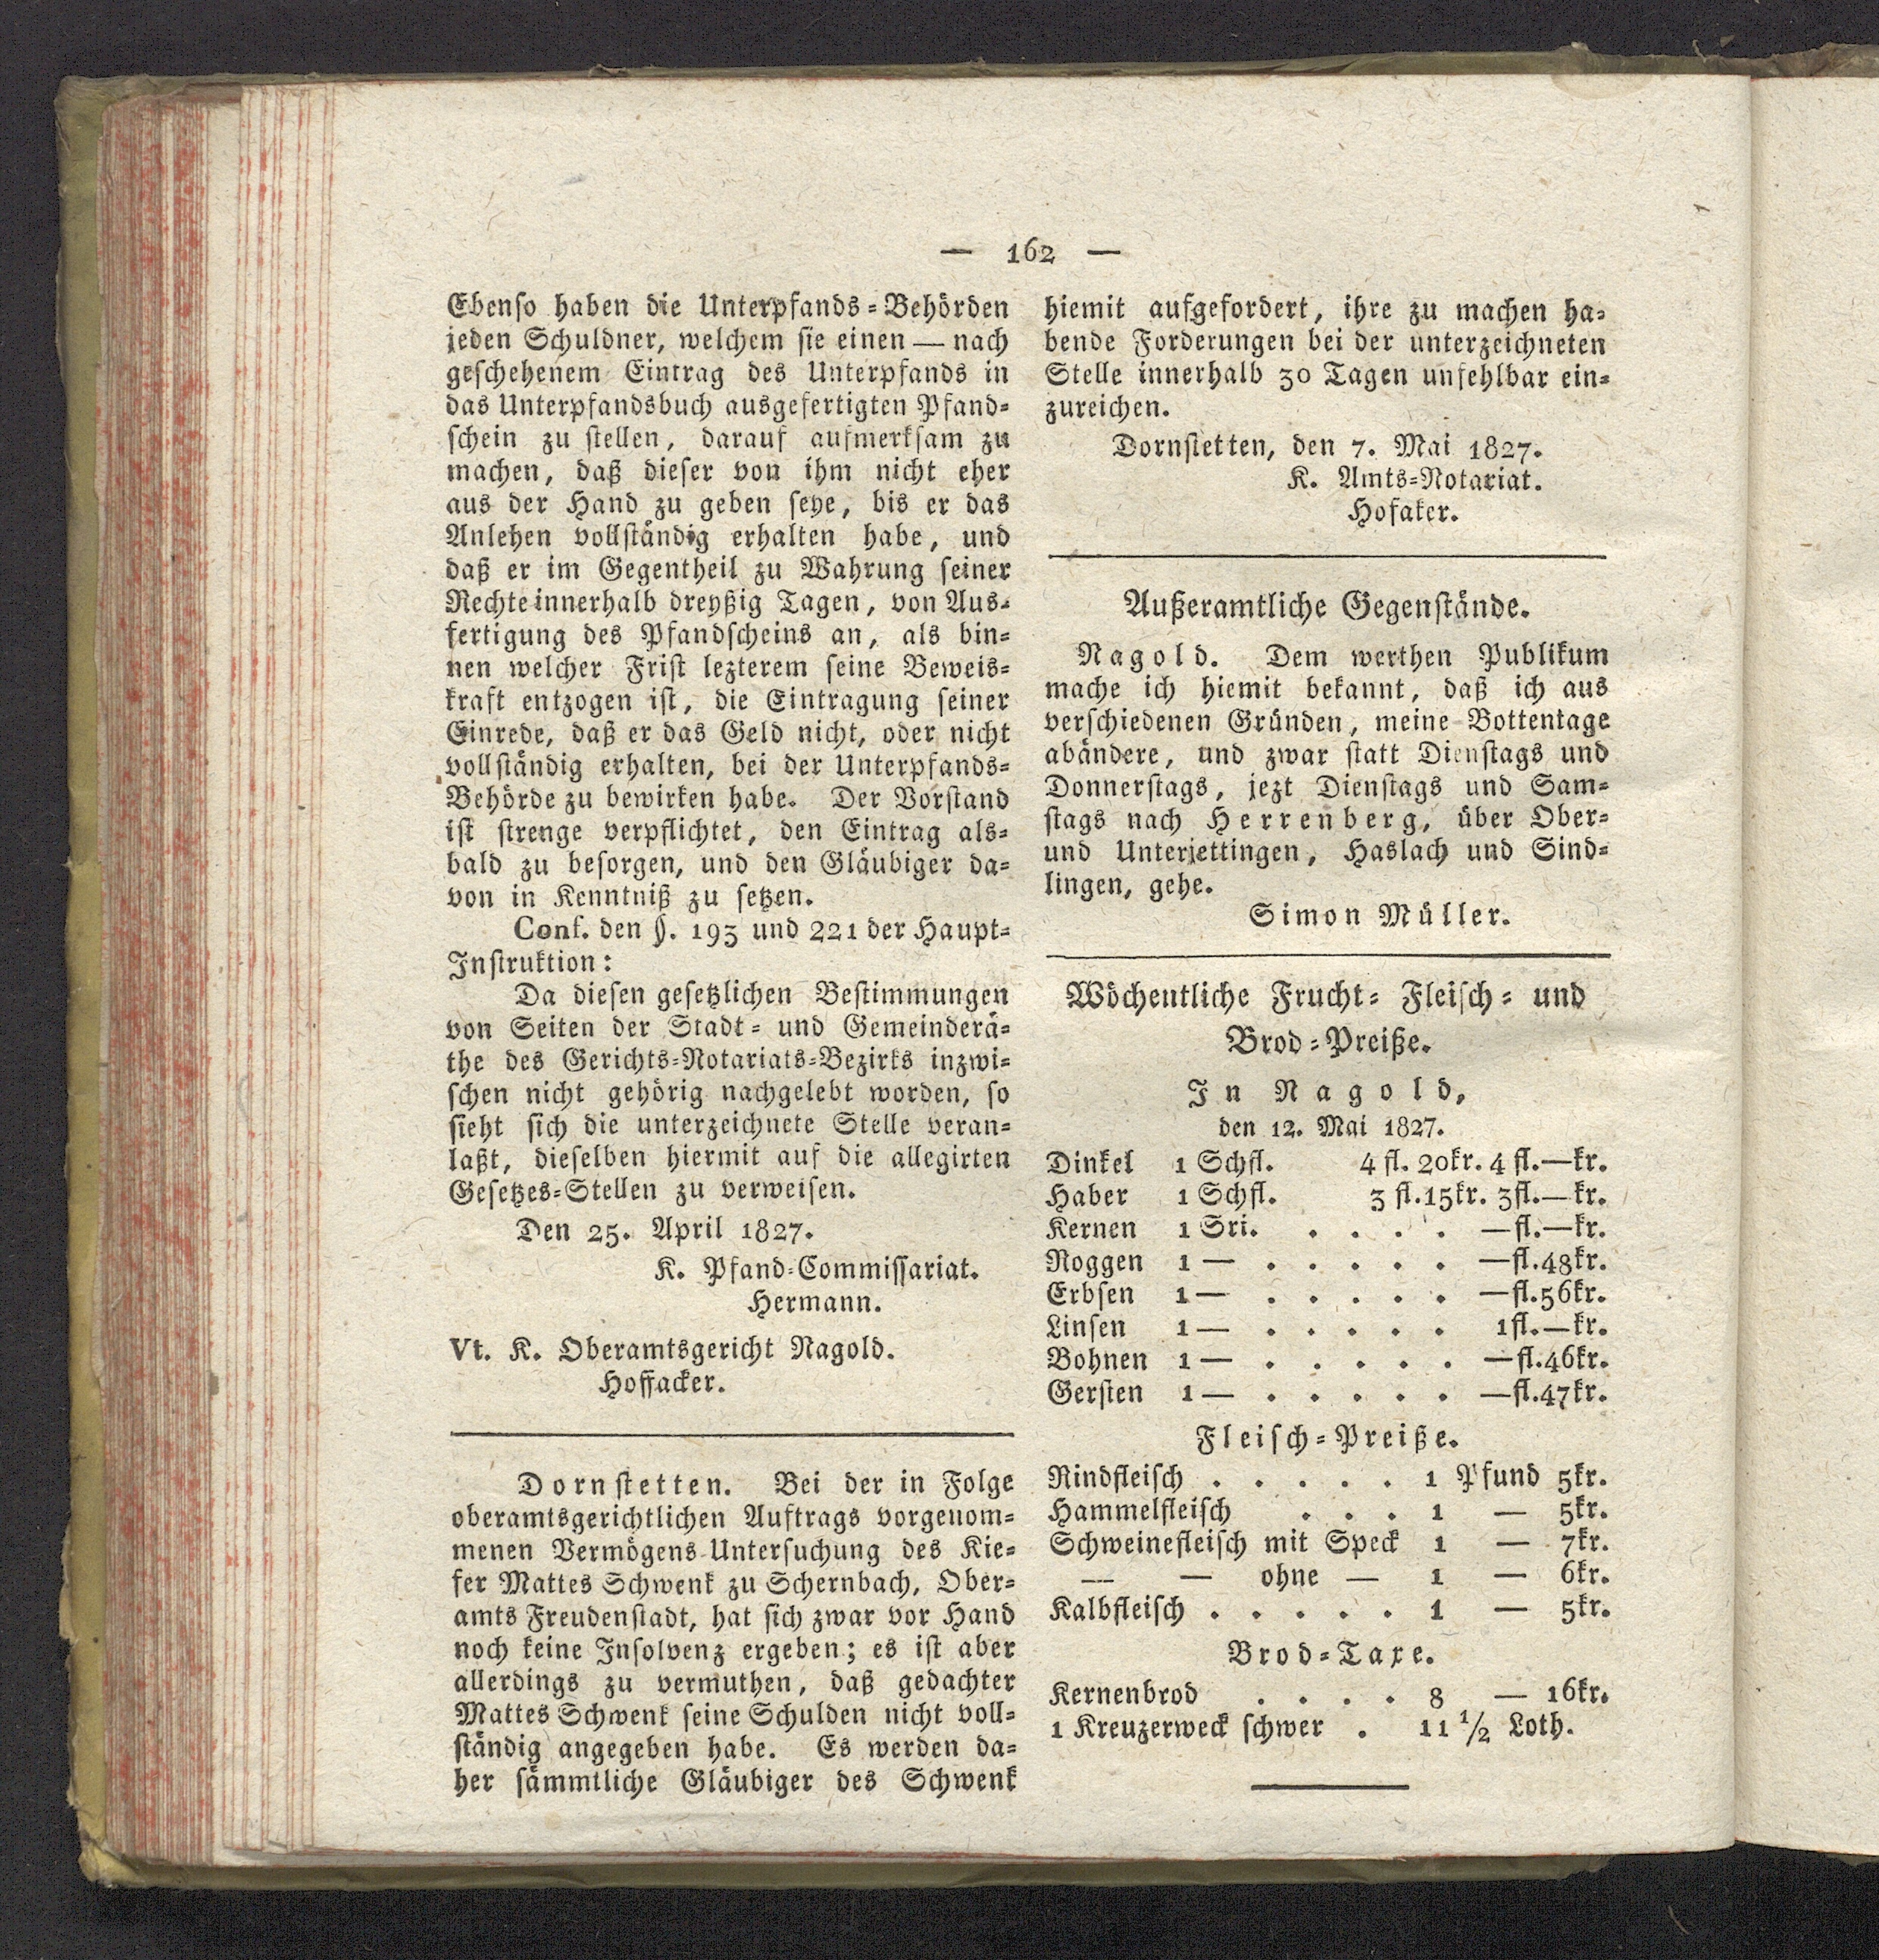 — 162 —
Ebenso haben die Unterpfands-Behörden
jeden Schuldner, welchem sie einen — nach
geschehenem Eintrag des Unterpfands in
das Unterpfandsbuch ausgefertigten Pfand-
schein zu stellen, darauf aufmerksam zu
machen, daß dieser von ihm nicht eher
aus der Hand zu geben seye, bis er das
Anlehen vollständig erhalten habe, und
daß er im Gegentheil zu Wahrung seiner
Rechte innerhalb dreyßig Tagen, von Aus-
fertigung des Pfandscheins an, als bin-
nen welcher Frist lezterem seine Beweis-
kraft entzogen ist, die Eintragung seiner
Einrede, daß er das Geld nicht, oder nicht
vollständig erhalten, bei der Unterpfands-
Behörde zu bewirken habe. Der Vorstand
ist strenge verpflichtet, den Eintrag als-
bald zu besorgen, und den Gläubiger da-
von in Kenntniß zu setzen.
Conf. den §. 193 und 221 der Haupt-
Instruktion:
Da diesen gesetzlichen Bestimmungen
von Seiten der Stadt- und Gemeinderä-
the des Gerichts-Notariats-Bezirks inzwi-
schen nicht gehörig nachgelebt worden, so
sieht sich die unterzeichnete Stelle veran-
laßt, dieselben hiermit auf die allegirten
Gesetzes-Stellen zu verweisen.
Den 25. April 1827.
K. Pfand-Commissariat.
Hermann.
Vt. K. Oberamtsgericht Nagold.
Hoffacker.
Dornstetten. Bei der in Folge
oberamtsgerichtlichen Auftrags vorgenom-
menen Vermögens-Untersuchung des Kie-
fer Mattes Schwenk zu Schernbach, Ober-
amts Freudenstadt, hat sich zwar vor Hand
noch keine Insolvenz ergeben; es ist aber
allerdings zu vermuthen, daß gedachter
Mattes Schwenk seine Schulden nicht voll-
ständig angegeben habe. Es werden da-
her sämmtliche Gläubiger des Schwenk
hiemit aufgefordert, ihre zu machen ha-
bende Forderungen bei der unterzeichneten
Stelle innerhalb 30 Tagen unfehlbar ein-
zureichen.
Dornstetten, den 7. Mai 1827.
K. Amts-Notariat.
Hofaker.
Außeramtliche Gegenstände.
Nagold. Dem werthen Publikum
mache ich hiemit bekannt, daß ich aus
verschiedenen Gründen, meine Bottentage
abändere, und zwar statt Dienstags und
Donnerstags, jezt Dienstags und Sam-
stags nach Herrenberg, über Ober-
und Unterjettingen, Haslach und Sind-
lingen, gehe.
Simon Müller.
Wöchentliche Frucht- Fleisch- und
Brod-Preiße.
In Nagold,
den 12. Mai 1827.
Dinkel 1 Schfl. 4 fl. 20kr. 4 fl.—kr.
Haber 1 Schfl. 3 fl.15kr. 3fl.—kr.
Kernen 1 Sri. . . . . —fl.—kr.
Roggen 1 — . . . . . —fl.48kr.
Erbsen 1 — . . . . . —fl.56kr.
Linsen 1 — . . . . . 1fl.—kr.
Bohnen 1 — . . . . . —fl.46kr.
Gersten 1 — . . . . . —fl.47kr.
Fleisch-Preiße.
Rindfleisch . . . . . 1 Pfund 5kr.
Hammelfleisch . . . 1 — 5kr.
Schweinefleisch mit Speck 1 — 7kr.
— — ohne — 1 — 6kr.
Kalbfleisch . . . . . 1 — 5kr.
Brod-Taxe.
Kernenbrod . . . . 8 — 16kr.
1 Kreuzerweck schwer . 11 1/2 Loth.